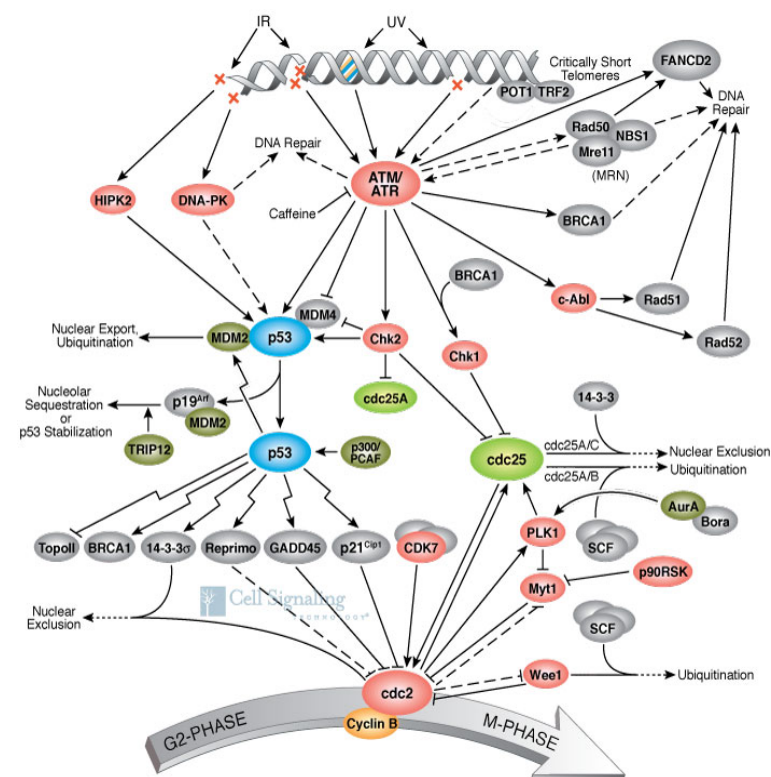 IR
UV
Critically Short
Telomeres
FANCD2
POT1
TRF2
DNA
Repair
Rad50
NBS1
Mre11
(MRN)
DNA Repair
ATM/
ATR
HIPK2
DNA-PK
Caffeine
BRCA1
BRCA1
c-Abl
Rad51
MDM4
Nuclear Export,
Ubiquitination
MDM2
p53
Chk2
Chk1
Rad52
cdc25A
Nucleolar
Sequestration
or
p53 Stabilization
p19Arf
MDM2
14-3-3
TRIP12
p53
p300/
PCAF
cdc25
cdc25A/C
Nuclear Exclusion
cdc25A/B
Ubiquitination
AurA
Bora
PLK1
TopoII
BRCA1
14-3-3σ
Reprimo
GADD45
p21Cip1
CDK7
SCF
p90RSK
Myt1
Cell Signaling
TECHNOLOGY®
Nuclear
Exclusion
SCF
Wee1
Ubiquitination
cdc2
Cyclin B
G2-PHASE
M-PHASE